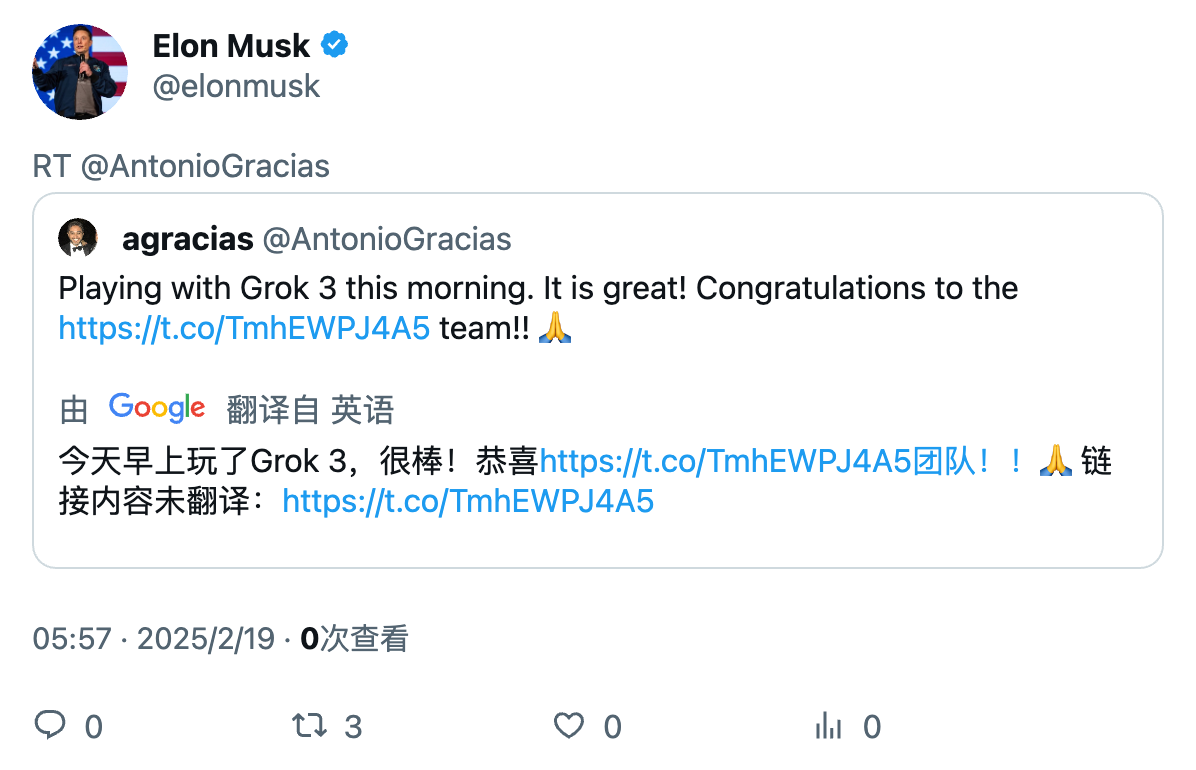 Elon Musk
@elonmusk
RT @AntonioGracias
agracias @AntonioGracias
Playing with Grok 3 this morning. It is great! Congratulations to the
https://t.co/TmhEWPJ4A5 team!! 🙏
由 Google 翻译自 英语
今天早上玩了Grok 3，很棒！恭喜https://t.co/TmhEWPJ4A5团队！！🙏 链
接内容未翻译：https://t.co/TmhEWPJ4A5
05:57 · 2025/2/19 · 0次查看
0 3 0 0